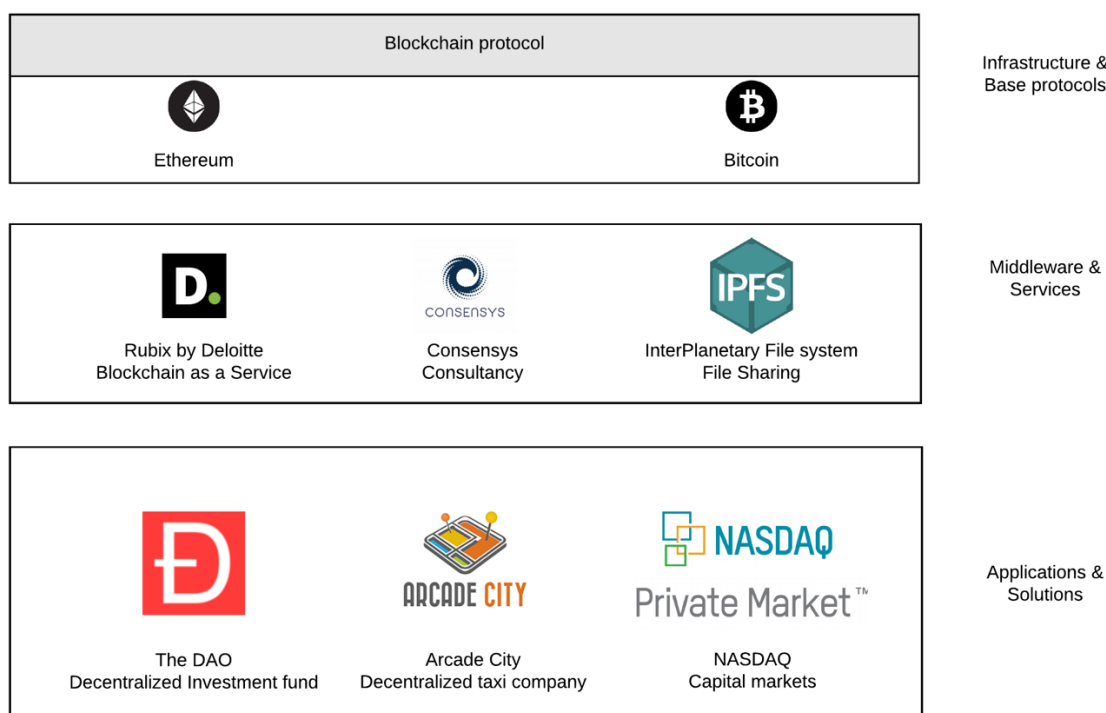 Blockchain protocol
Infrastructure &
Base protocols
Ethereum
Bitcoin
D.
CONSENSYS
IPFS
Middleware &
Services
Rubix by Deloitte
Blockchain as a Service
Consensys
Consultancy
InterPlanetary File system
File Sharing
Đ
ARCADE CITY
NASDAQ
Private Market™
Applications &
Solutions
The DAO
Decentralized Investment fund
Arcade City
Decentralized taxi company
NASDAQ
Capital markets